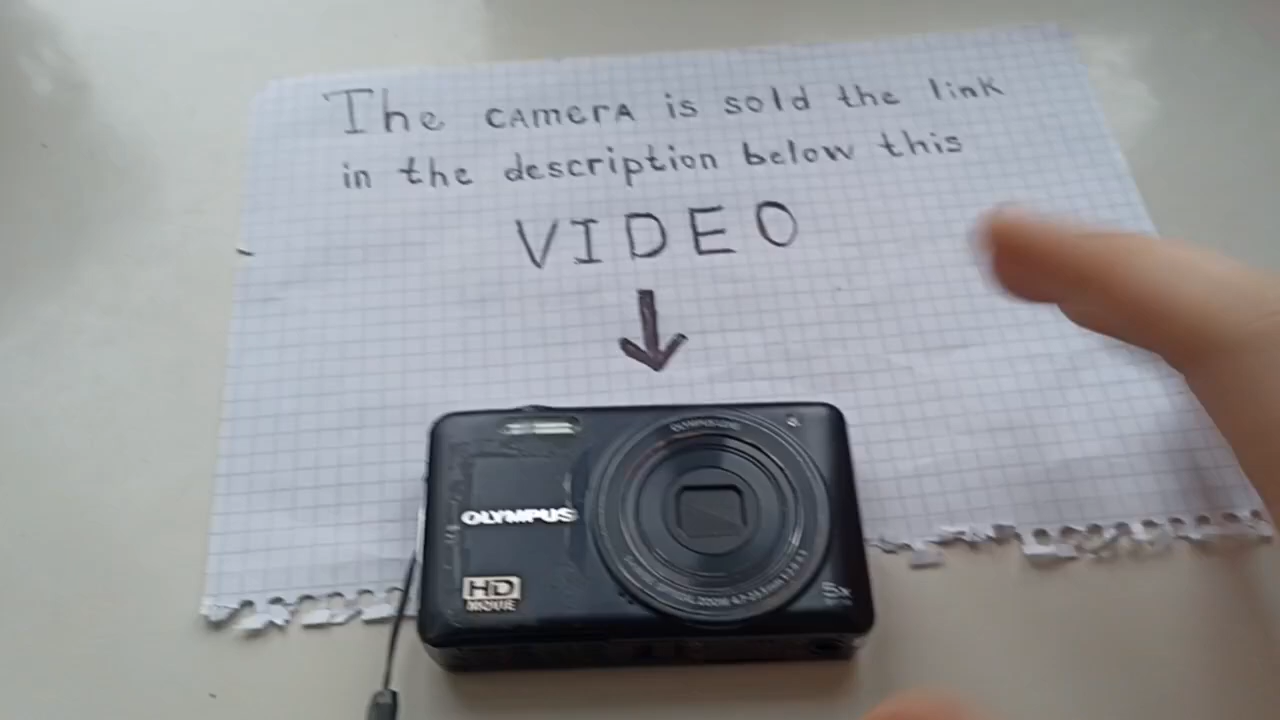 The camera is sold the link
in the description below this
VIDEO
OLYMPUS
HD
MOVIE
5x